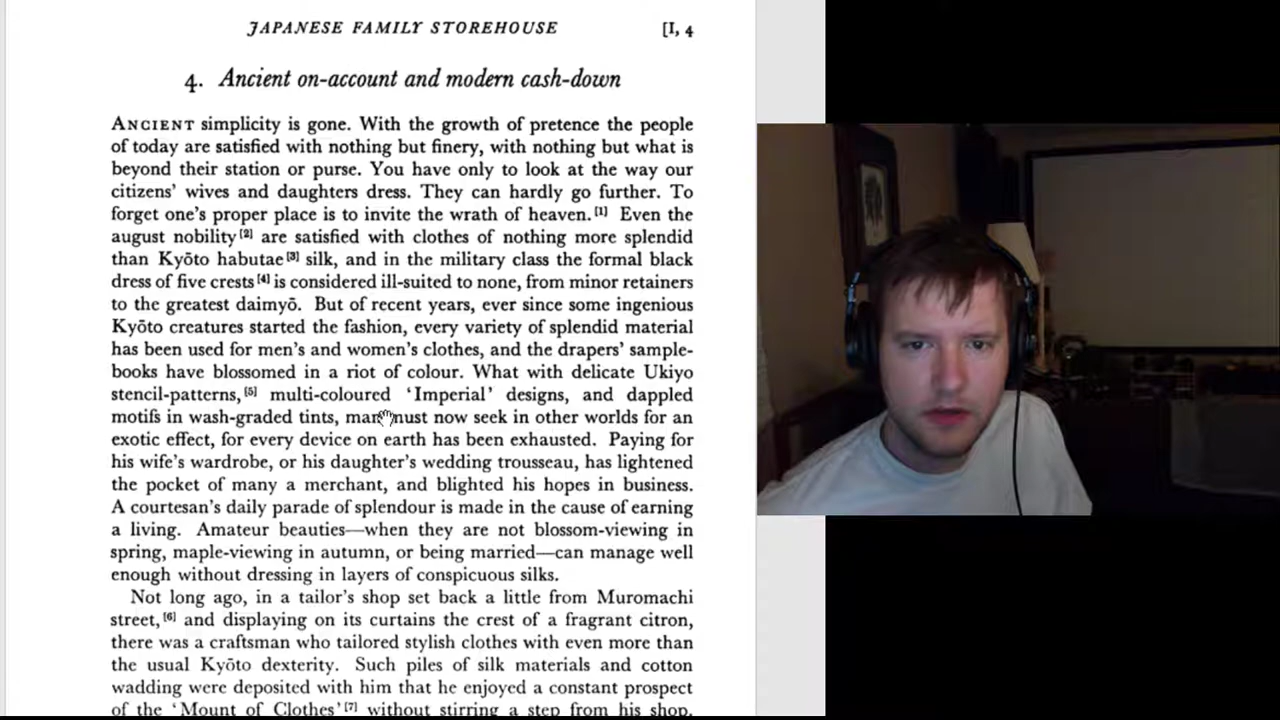 JAPANESE FAMILY STOREHOUSE [I, 4
4. Ancient on-account and modern cash-down
ANCIENT simplicity is gone. With the growth of pretence the people
of today are satisfied with nothing but finery, with nothing but what is
beyond their station or purse. You have only to look at the way our
citizens' wives and daughters dress. They can hardly go further. To
forget one's proper place is to invite the wrath of heaven.[1] Even the
august nobility[2] are satisfied with clothes of nothing more splendid
than Kyōto habutae[3] silk, and in the military class the formal black
dress of five crests[4] is considered ill-suited to none, from minor retainers
to the greatest daimyō. But of recent years, ever since some ingenious
Kyōto creatures started the fashion, every variety of splendid material
has been used for men's and women's clothes, and the drapers' sample-
books have blossomed in a riot of colour. What with delicate Ukiyo
stencil-patterns,[5] multi-coloured 'Imperial' designs, and dappled
motifs in wash-graded tints, man must now seek in other worlds for an
exotic effect, for every device on earth has been exhausted. Paying for
his wife's wardrobe, or his daughter's wedding trousseau, has lightened
the pocket of many a merchant, and blighted his hopes in business.
A courtesan's daily parade of splendour is made in the cause of earning
a living. Amateur beauties—when they are not blossom-viewing in
spring, maple-viewing in autumn, or being married—can manage well
enough without dressing in layers of conspicuous silks.
Not long ago, in a tailor's shop set back a little from Muromachi
street,[6] and displaying on its curtains the crest of a fragrant citron,
there was a craftsman who tailored stylish clothes with even more than
the usual Kyōto dexterity. Such piles of silk materials and cotton
wadding were deposited with him that he enjoyed a constant prospect
of the 'Mount of Clothes'[7] without stirring a step from his shop.